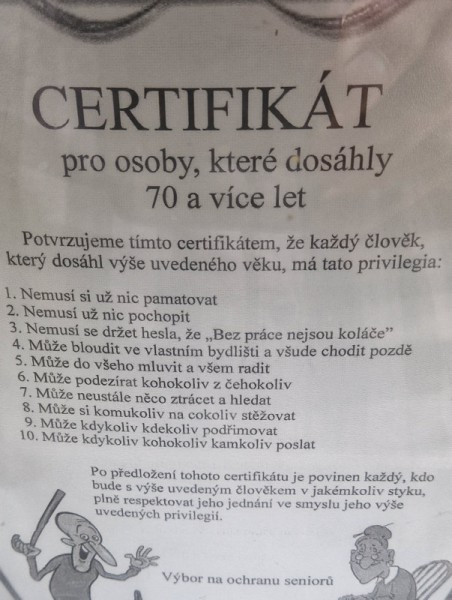 CERTIFIKÁT
pro osoby, které dosáhly
70 a více let
Potvrzujeme tímto certifikátem, že každý člověk,
který dosáhl výše uvedeného věku, má tato privilegia:
1. Nemusí si už nic pamatovat
2. Nemusí už nic pochopit
3. Nemusí se držet hesla, že „Bez práce nejsou koláče”
4. Může bloudit ve vlastním bydlišti a všude chodit pozdě
5. Může do všeho mluvit a všem radit
6. Může podezírat kohokoliv z čehokoliv
7. Může neustále něco ztrácet a hledat
8. Může si komukoliv na cokoliv stěžovat
9. Může kdykoliv kdekoliv podřimovat
10. Může kdykoliv kohokoliv kamkoliv poslat
Po předložení tohoto certifikátu je povinen každý, kdo
bude s výše uvedeným člověkem v jakémkoliv styku,
plně respektovat jeho jednání ve smyslu jeho výše
uvedených privilegií.
Výbor na ochranu seniorů